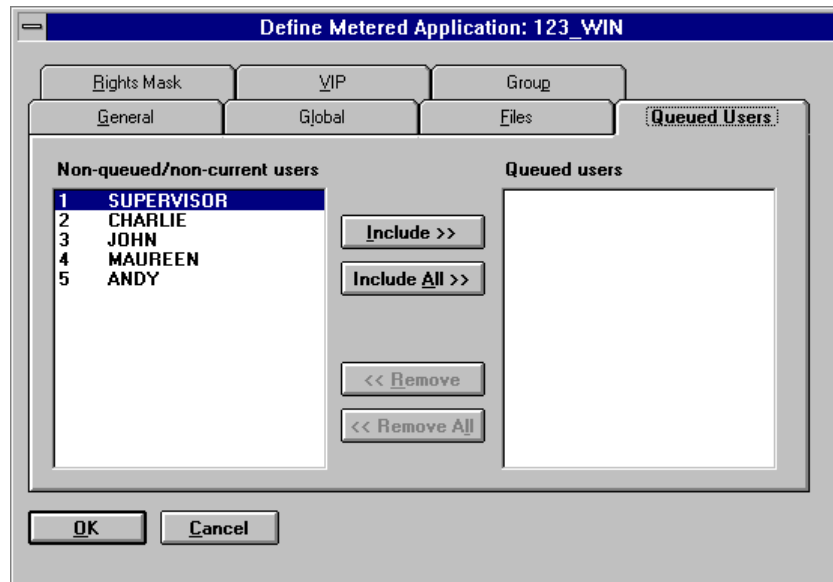 Define Metered Application: 123_WIN
Rights Mask VIP Group
General Global Files Queued Users
Non-queued/non-current users Queued users
1 SUPERVISOR
2 CHARLIE
3 JOHN
4 MAUREEN
5 ANDY
Include >>
Include All >>
<< Remove
<< Remove All
OK Cancel